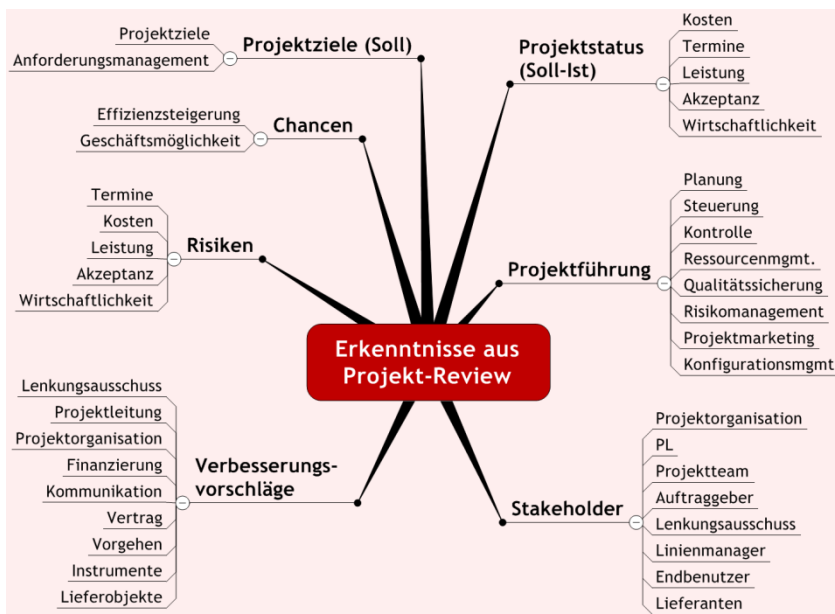 Erkenntnisse aus
Projekt-Review
Projektziele (Soll)
Projektziele
Anforderungsmanagement
Chancen
Effizienzsteigerung
Geschäftsmöglichkeit
Risiken
Termine
Kosten
Leistung
Akzeptanz
Wirtschaftlichkeit
Verbesserungs-
vorschläge
Lenkungsausschuss
Projektleitung
Projektorganisation
Finanzierung
Kommunikation
Vertrag
Vorgehen
Instrumente
Lieferobjekte
Projektstatus
(Soll-Ist)
Kosten
Termine
Leistung
Akzeptanz
Wirtschaftlichkeit
Projektführung
Planung
Steuerung
Kontrolle
Ressourcenmgmt.
Qualitätssicherung
Risikomanagement
Projektmarketing
Konfigurationsmgmt
Stakeholder
Projektorganisation
PL
Projektteam
Auftraggeber
Lenkungsausschuss
Linienmanager
Endbenutzer
Lieferanten